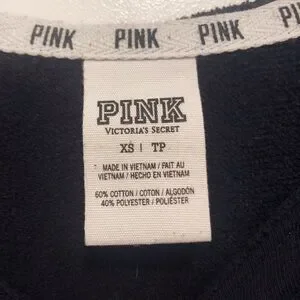 PINK PINK PINK PINK
PINK
VICTORIA'S SECRET
XS | TP
MADE IN VIETNAM / FAIT AU
VIETNAM / HECHO EN VIETNAM
60% COTTON / COTON / ALGODÓN
40% POLYESTER / POLIÉSTER